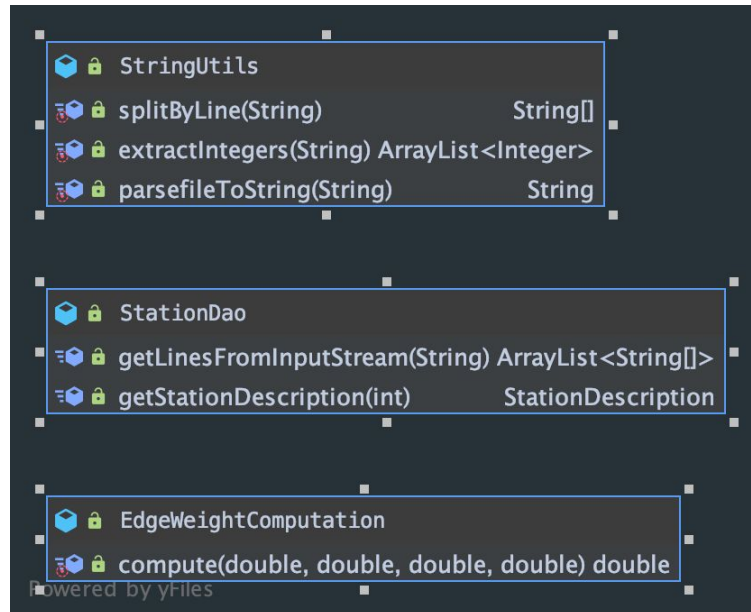 StringUtils
splitByLine(String) String[]
extractIntegers(String) ArrayList<Integer>
parsefileToString(String) String
StationDao
getLinesFromInputStream(String) ArrayList<String[]>
getStationDescription(int) StationDescription
EdgeWeightComputation
compute(double, double, double, double) double
Powered by yFiles